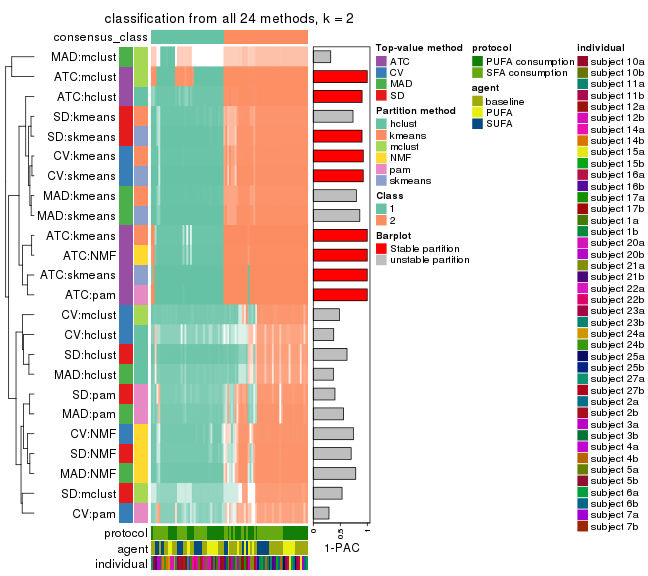 classification from all 24 methods, k = 2
consensus_class
MAD:mclust
ATC:mclust
ATC:hclust
SD:kmeans
SD:skmeans
CV:kmeans
CV:skmeans
MAD:kmeans
MAD:skmeans
ATC:kmeans
ATC:NMF
ATC:skmeans
ATC:pam
CV:mclust
CV:hclust
SD:hclust
MAD:hclust
SD:pam
MAD:pam
CV:NMF
SD:NMF
MAD:NMF
SD:mclust
CV:pam
protocol
agent
individual
0
0.5
1
1-PAC
Top-value method
ATC
CV
MAD
SD
Partition method
hclust
kmeans
mclust
NMF
pam
skmeans
Class
1
2
Barplot
Stable partition
unstable partition
protocol
PUFA consumption
SFA consumption
agent
baseline
PUFA
SUFA
individual
subject 10a
subject 10b
subject 11a
subject 11b
subject 12a
subject 12b
subject 14a
subject 14b
subject 15a
subject 15b
subject 16a
subject 16b
subject 17a
subject 17b
subject 1a
subject 1b
subject 20a
subject 20b
subject 21a
subject 21b
subject 22a
subject 22b
subject 23a
subject 23b
subject 24a
subject 24b
subject 25a
subject 25b
subject 27a
subject 27b
subject 2a
subject 2b
subject 3a
subject 3b
subject 4a
subject 4b
subject 5a
subject 5b
subject 6a
subject 6b
subject 7a
subject 7b